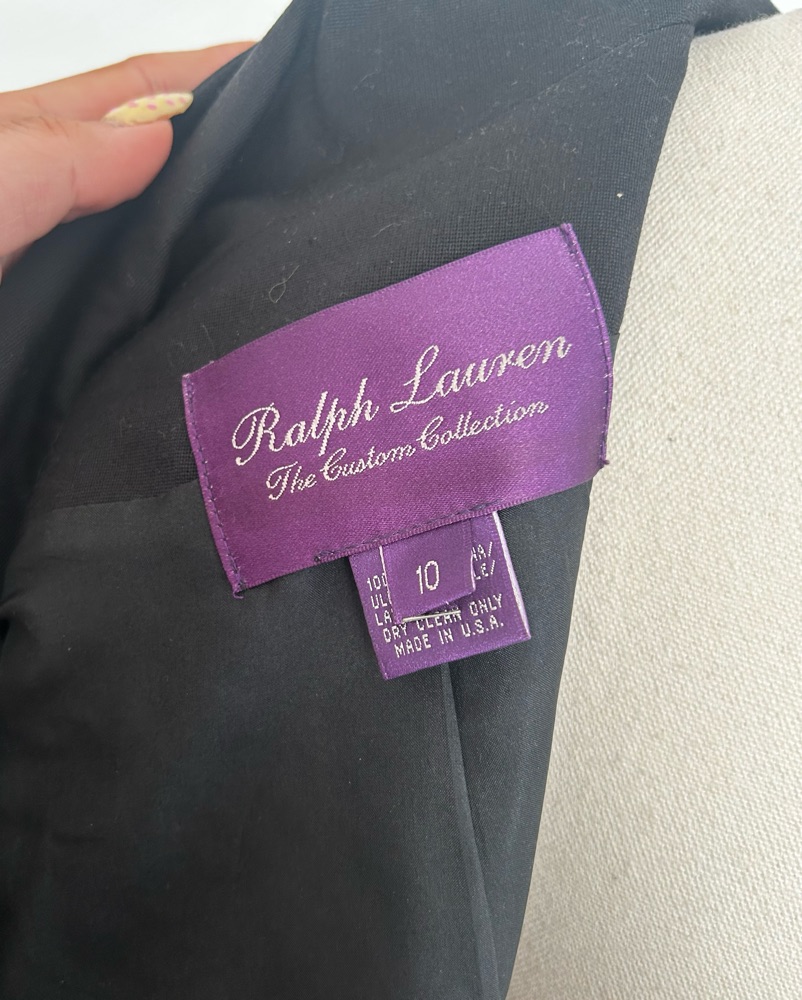 Ralph Lauren
The Custom Collection
10
DRY CLEAN ONLY
MADE IN U.S.A.